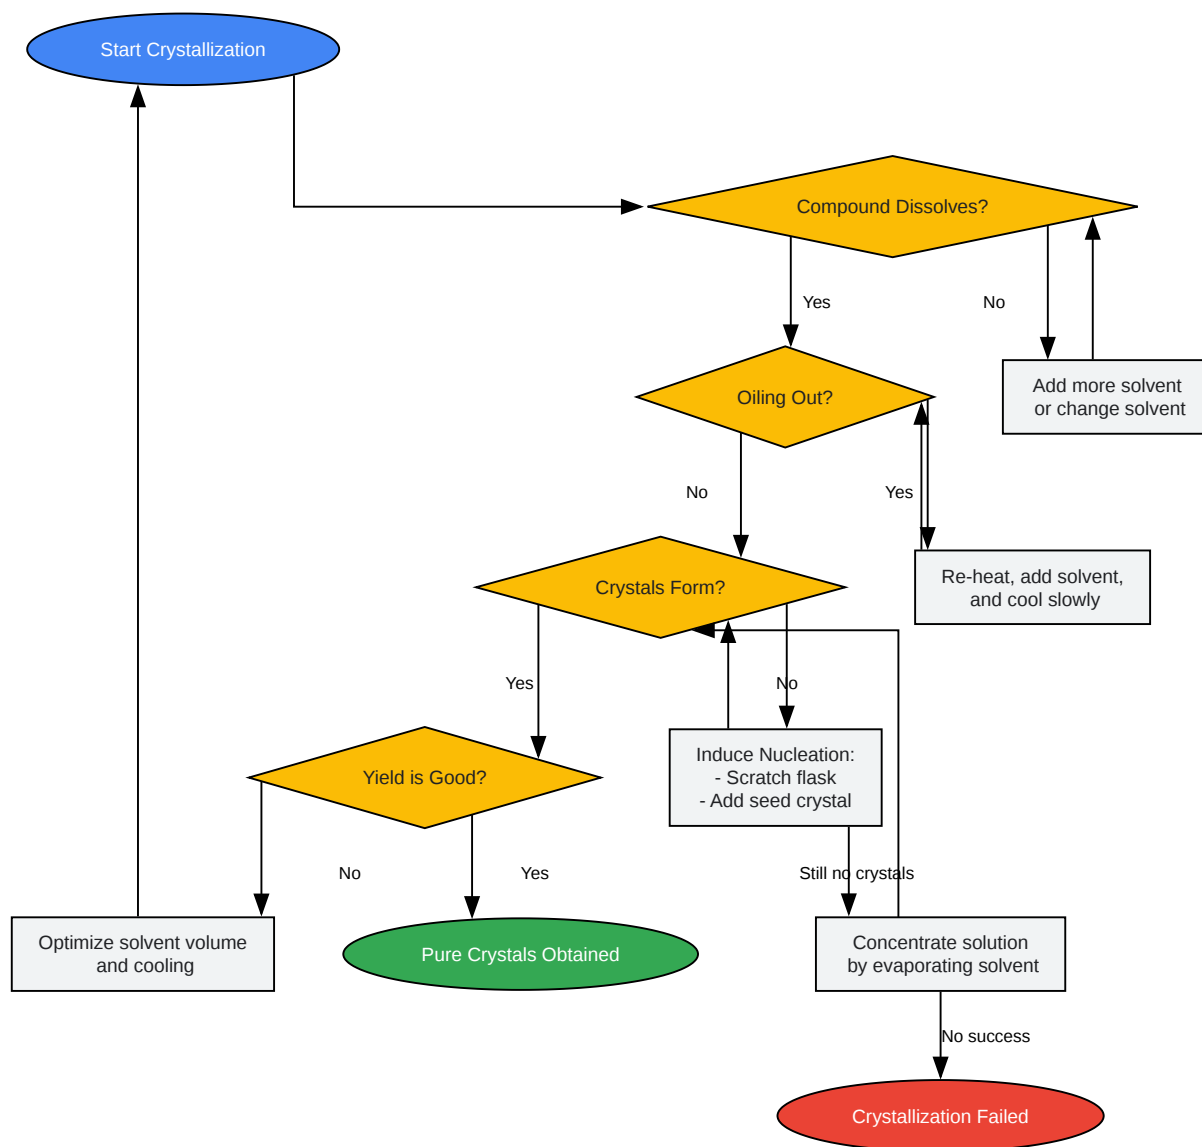 Start Crystallization
Compound Dissolves?
Yes
No
Add more solvent
or change solvent
Oiling Out?
No
Yes
Re-heat, add solvent,
and cool slowly
Crystals Form?
Yes
No
Induce Nucleation:
- Scratch flask
- Add seed crystal
Yield is Good?
No
Yes
Still no crystals
Optimize solvent volume
and cooling
Pure Crystals Obtained
Concentrate solution
by evaporating solvent
No success
Crystallization Failed